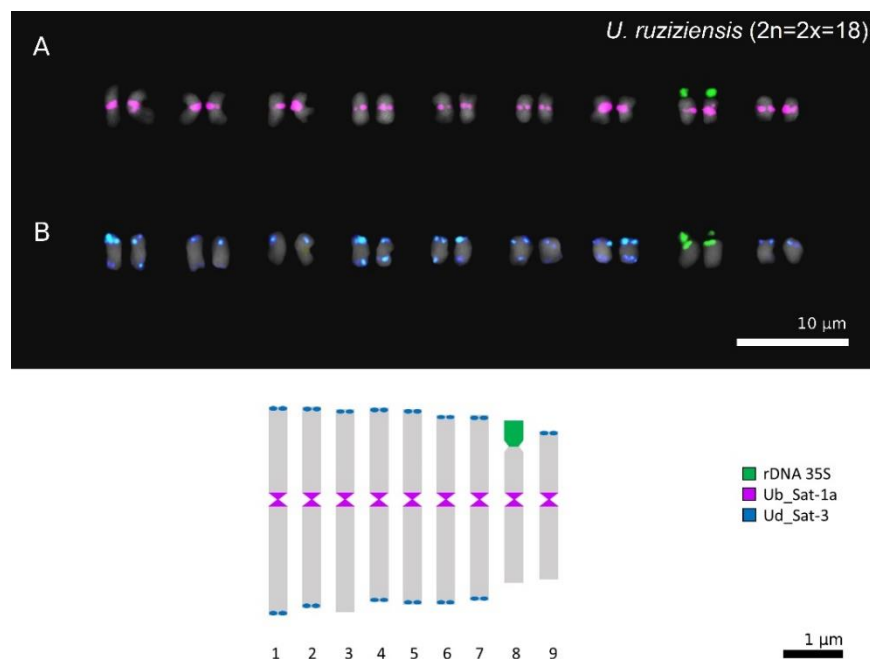 U. ruziziensis (2n=2x=18)
A
B
10 µm
rDNA 35S
Ub_Sat-1a
Ud_Sat-3
1 2 3 4 5 6 7 8 9
1 µm